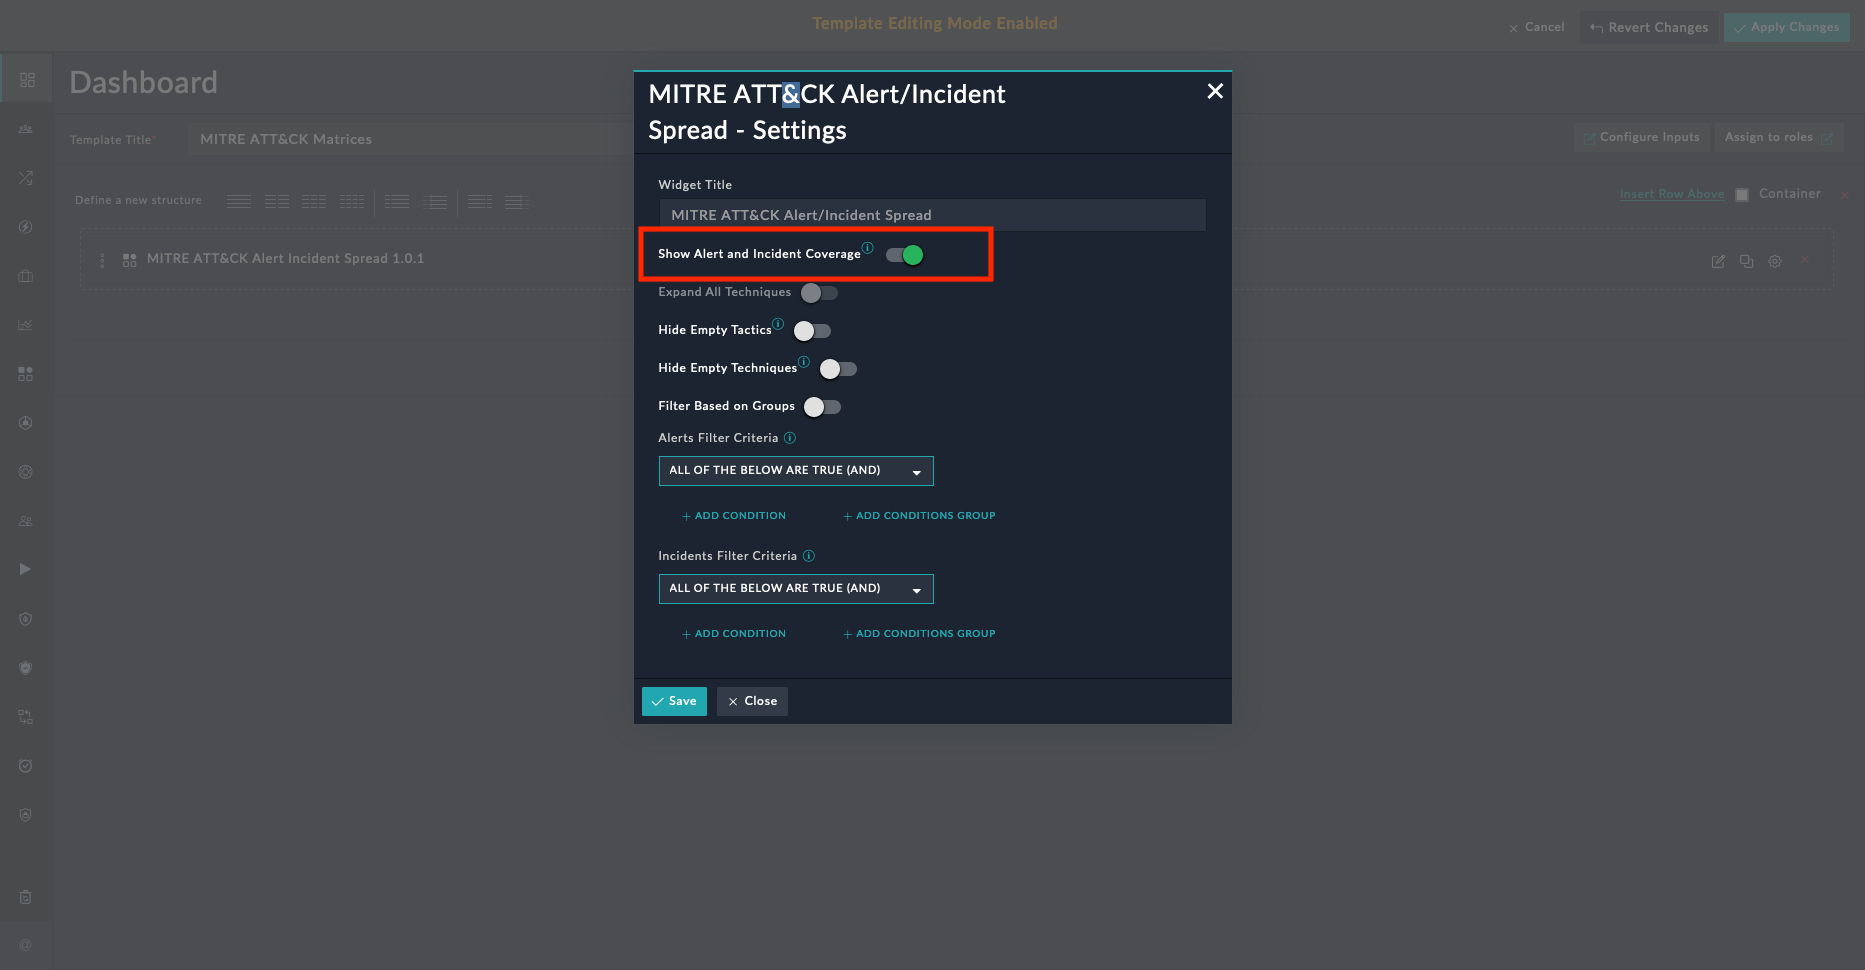 Template Editing Mode Enabled
Cancel
Revert Changes
Apply Changes
Dashboard
Template Title*
MITRE ATT&CK Matrices
Configure Inputs
Assign to roles
Define a new structure
Insert Row Above
Container
MITRE ATT&CK Alert Incident Spread 1.0.1
MITRE ATT&CK Alert/Incident
Spread - Settings
Widget Title
MITRE ATT&CK Alert/Incident Spread
Show Alert and Incident Coverage
Expand All Techniques
Hide Empty Tactics
Hide Empty Techniques
Filter Based on Groups
Alerts Filter Criteria
ALL OF THE BELOW ARE TRUE (AND)
+ ADD CONDITION
+ ADD CONDITIONS GROUP
Incidents Filter Criteria
ALL OF THE BELOW ARE TRUE (AND)
+ ADD CONDITION
+ ADD CONDITIONS GROUP
Save
Close